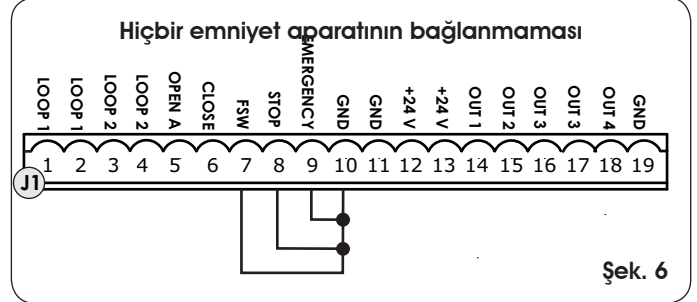 Hiçbir emniyet aparatının bağlanmaması
LOOP 1 LOOP 1 LOOP 2 LOOP 2 OPEN A CLOSE FSW STOP EMERGENCY GND GND +24 V +24 V OUT 1 OUT 2 OUT 3 OUT 3 OUT 4 GND
1 2 3 4 5 6 7 8 9 10 11 12 13 14 15 16 17 18 19
J1
Şek. 6